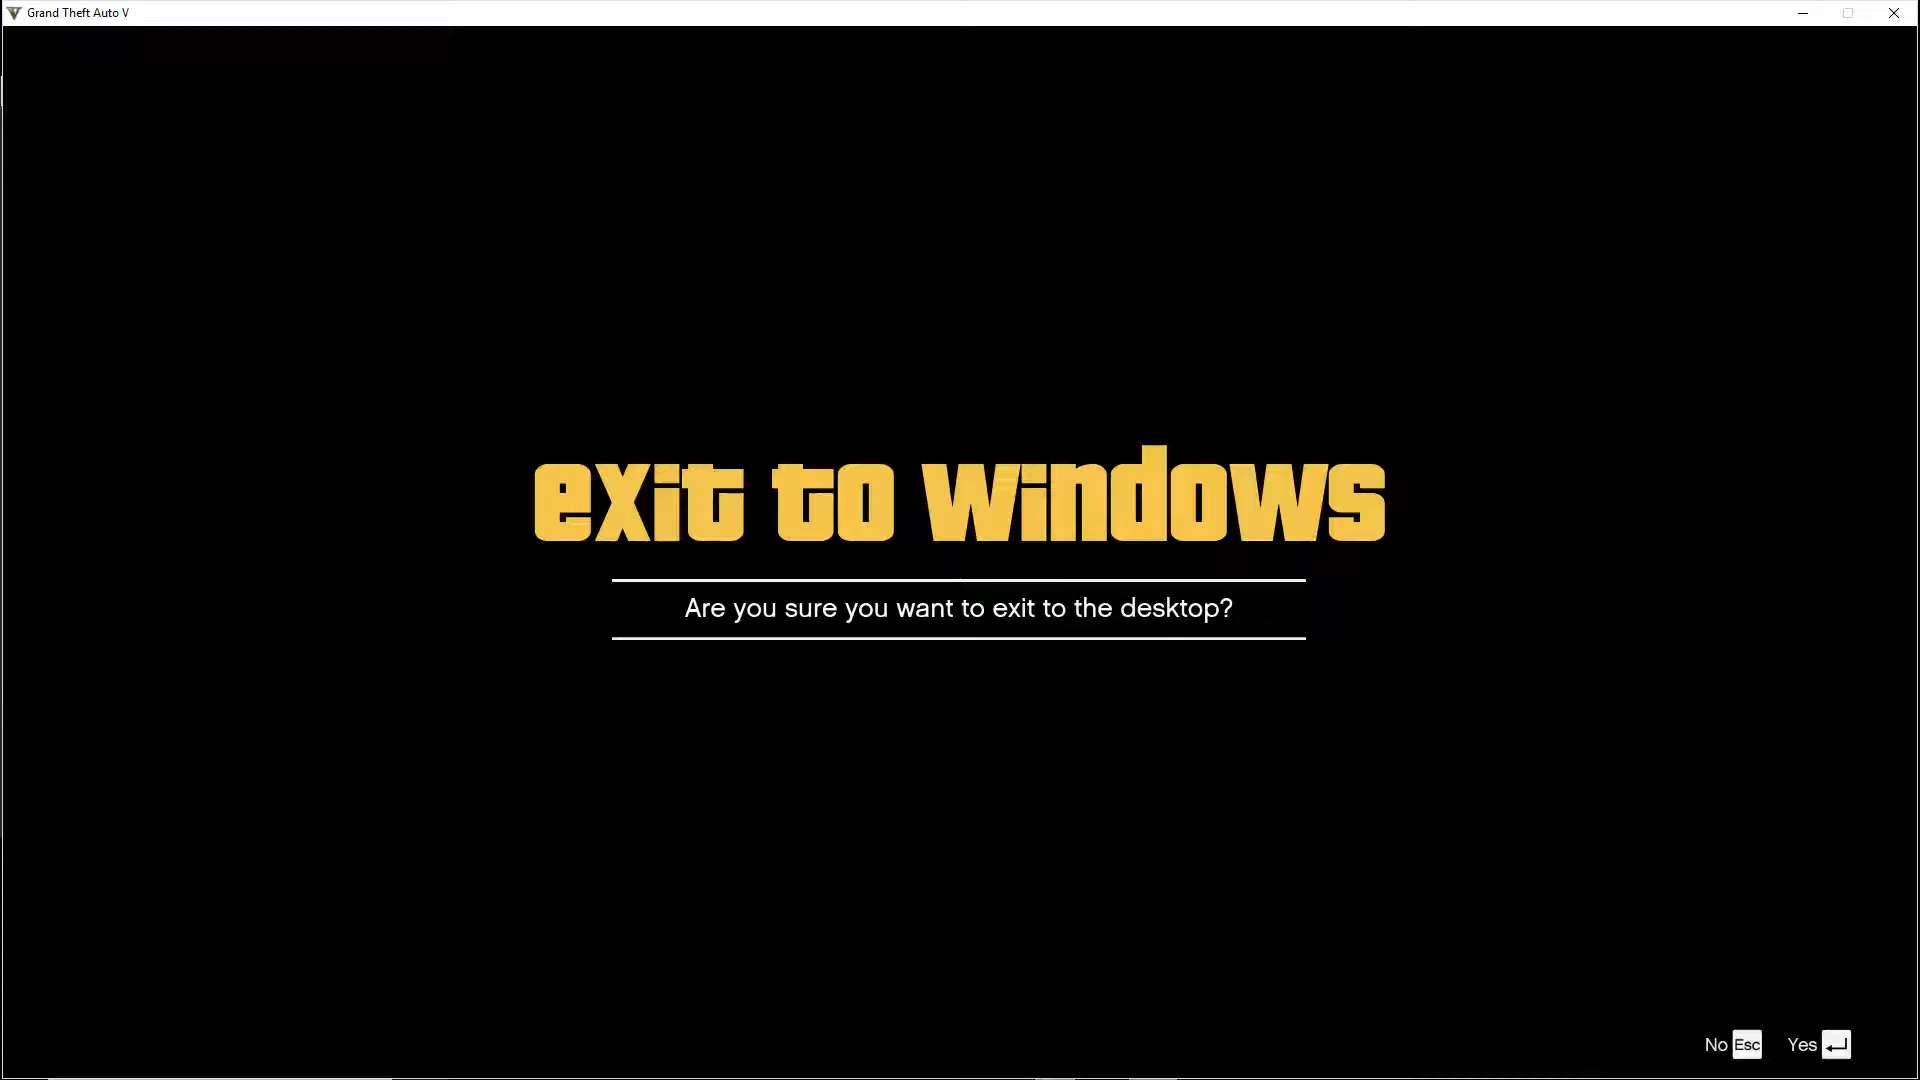 Grand Theft Auto V
exit to windows
Are you sure you want to exit to the desktop?
No Esc Yes